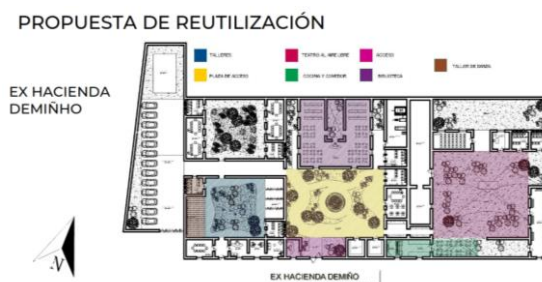 PROPUESTA DE REUTILIZACIÓN
EX HACIENDA
DEMIÑHO
TALLERES
TEATRO AL AIRE LIBRE
ACCESO
TALLER DE DANZA
PLAZA DE ACCESO
COCINA Y COMEDOR
BIBLIOTECA
N
EX HACIENDA DEMIÑO